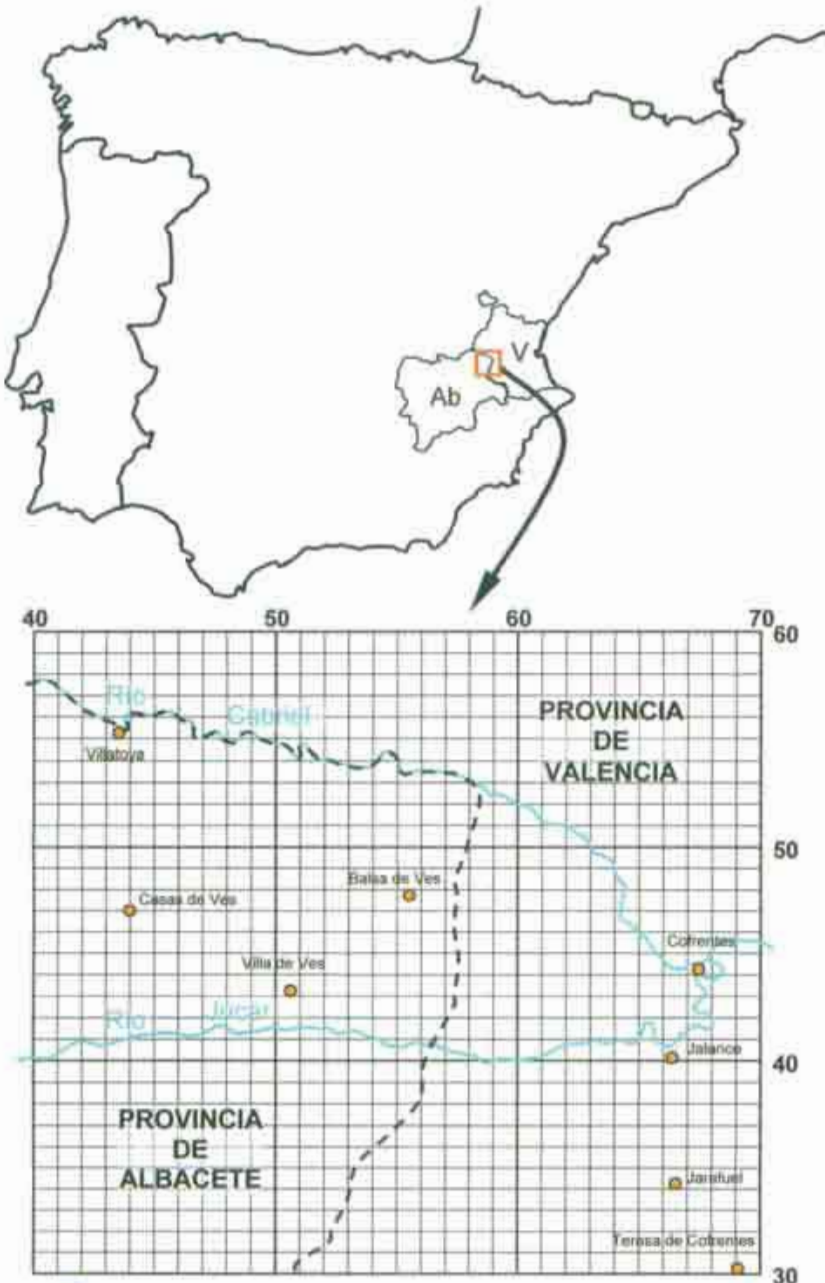 V
Ab
40 50 60 70
60
Río
Cabriel
PROVINCIA
DE
VALENCIA
Villatoya
50
Balsa de Ves
Casas de Ves
Cofrentes
Villa de Ves
Río Júcar
Jalance
40
PROVINCIA
DE
ALBACETE
Jarafuel
Teresa de Cofrentes
30